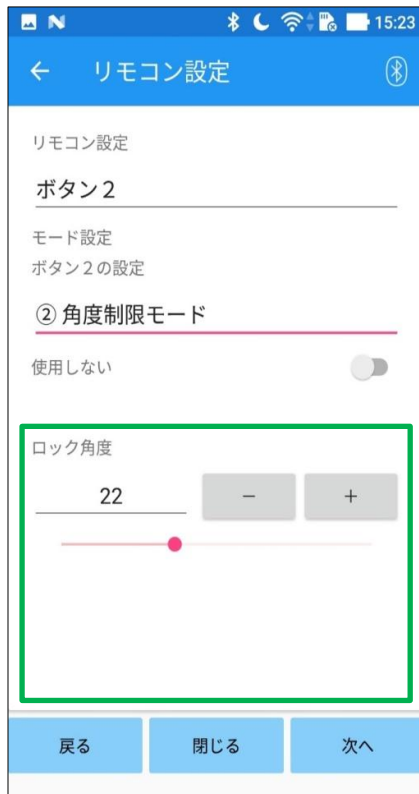 15:23
リモコン設定
リモコン設定
ボタン２
モード設定
ボタン２の設定
② 角度制限モード
使用しない
ロック角度
22 － ＋
戻る 閉じる 次へ